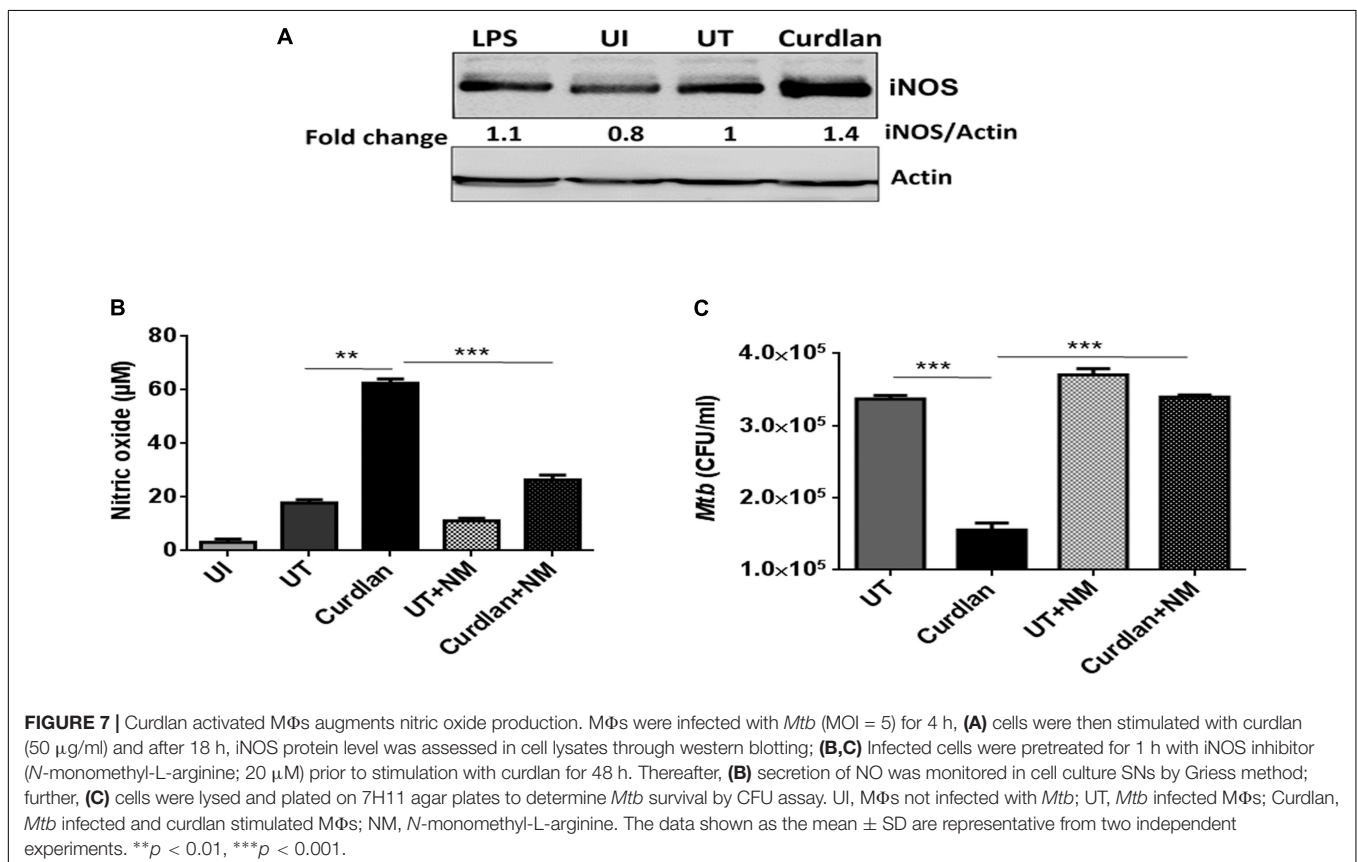 A
LPS UI UT Curdlan
iNOS
Fold change 1.1 0.8 1 1.4 iNOS/Actin
Actin
B
80
60
40
20
0
Nitric oxide (µM)
** ***
UI UT Curdlan UT+NM Curdlan+NM
C
4.0×10⁵
3.0×10⁵
2.0×10⁵
1.0×10⁵
Mtb (CFU/ml)
*** ***
UT Curdlan UT+NM Curdlan+NM
FIGURE 7 | Curdlan activated MΦs augments nitric oxide production. MΦs were infected with Mtb (MOI = 5) for 4 h, (A) cells were then stimulated with curdlan
(50 µg/ml) and after 18 h, iNOS protein level was assessed in cell lysates through western blotting; (B,C) Infected cells were pretreated for 1 h with iNOS inhibitor
(N-monomethyl-L-arginine; 20 µM) prior to stimulation with curdlan for 48 h. Thereafter, (B) secretion of NO was monitored in cell culture SNs by Griess method;
further, (C) cells were lysed and plated on 7H11 agar plates to determine Mtb survival by CFU assay. UI, MΦs not infected with Mtb; UT, Mtb infected MΦs; Curdlan,
Mtb infected and curdlan stimulated MΦs; NM, N-monomethyl-L-arginine. The data shown as the mean ± SD are representative from two independent
experiments. **p < 0.01, ***p < 0.001.